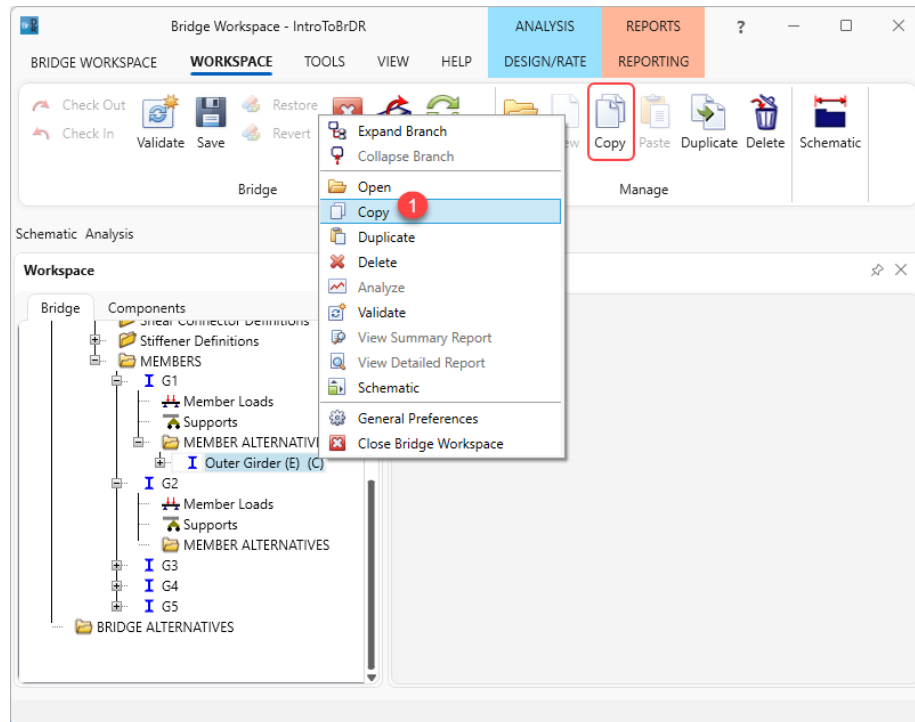 Bridge Workspace - IntroToBrDR
ANALYSIS
REPORTS
?
BRIDGE WORKSPACE
WORKSPACE
TOOLS
VIEW
HELP
DESIGN/RATE
REPORTING
Check Out
Check In
Validate
Save
Restore
Revert
Copy
Paste
Duplicate
Delete
Schematic
Bridge
Manage
Expand Branch
Collapse Branch
Open
Copy
1
Duplicate
Delete
Analyze
Validate
View Summary Report
View Detailed Report
Schematic
General Preferences
Close Bridge Workspace
Schematic Analysis
Workspace
Bridge
Components
Shear Connector Definitions
Stiffener Definitions
MEMBERS
G1
Member Loads
Supports
MEMBER ALTERNATIV
Outer Girder (E) (C)
G2
Member Loads
Supports
MEMBER ALTERNATIVES
G3
G4
G5
BRIDGE ALTERNATIVES